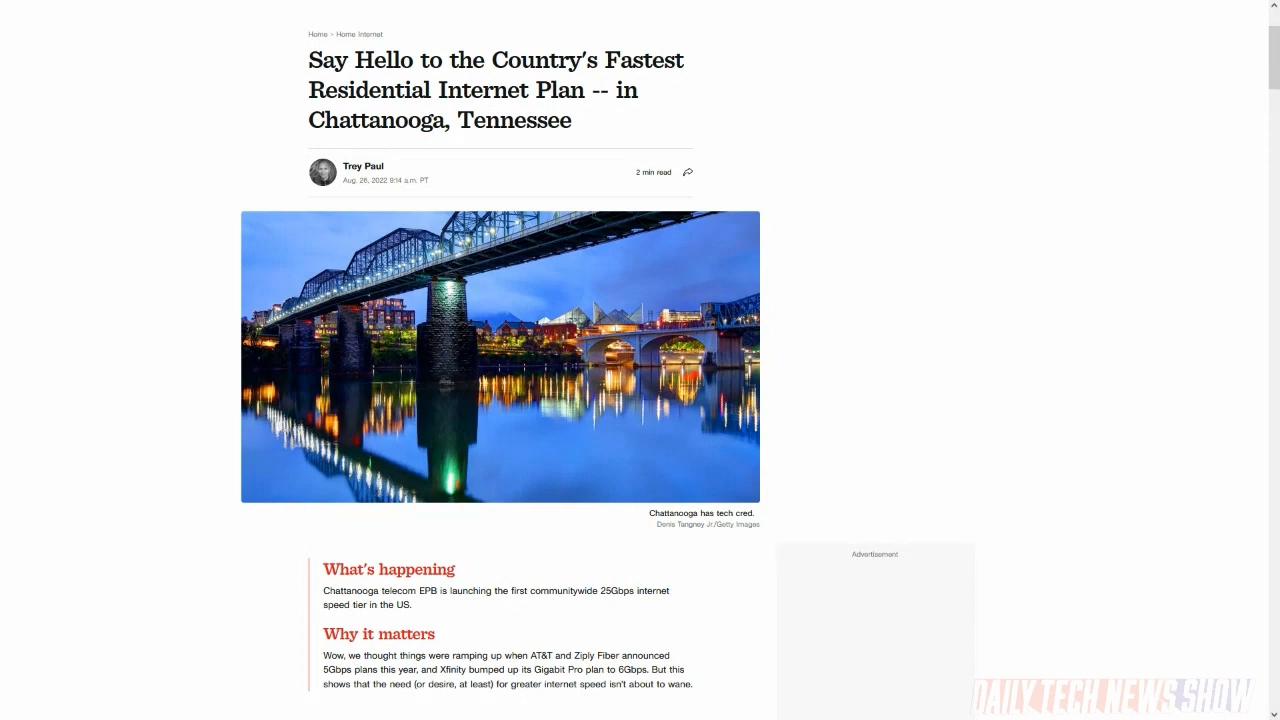 Home > Home Internet
Say Hello to the Country's Fastest
Residential Internet Plan -- in
Chattanooga, Tennessee
Trey Paul
Aug. 26, 2022 9:14 a.m. PT
2 min read
Chattanooga has tech cred.
Denis Tangney Jr./Getty Images
What's happening
Chattanooga telecom EPB is launching the first communitywide 25Gbps internet
speed tier in the US.
Why it matters
Wow, we thought things were ramping up when AT&T and Ziply Fiber announced
5Gbps plans this year, and Xfinity bumped up its Gigabit Pro plan to 6Gbps. But this
shows that the need (or desire, at least) for greater internet speed isn't about to wane.
Advertisement
DAILY TECH NEWS SHOW